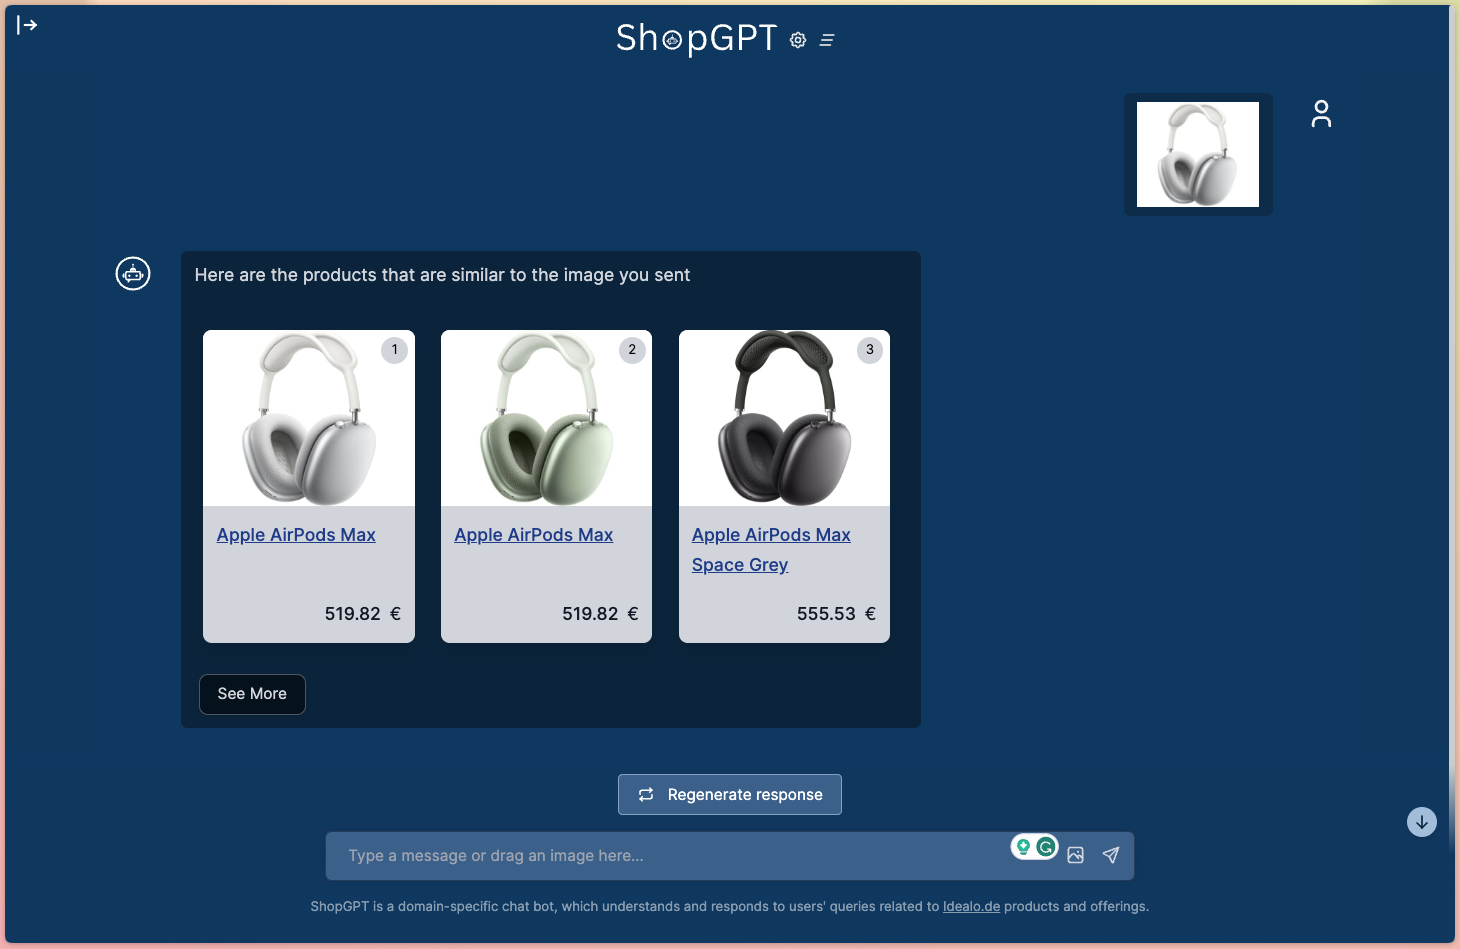 ShopGPT
Here are the products that are similar to the image you sent
1
2
3
Apple AirPods Max
Apple AirPods Max
Apple AirPods Max
Space Grey
519.82 €
519.82 €
555.53 €
See More
Regenerate response
Type a message or drag an image here...
ShopGPT is a domain-specific chat bot, which understands and responds to users' queries related to Idealo.de products and offerings.